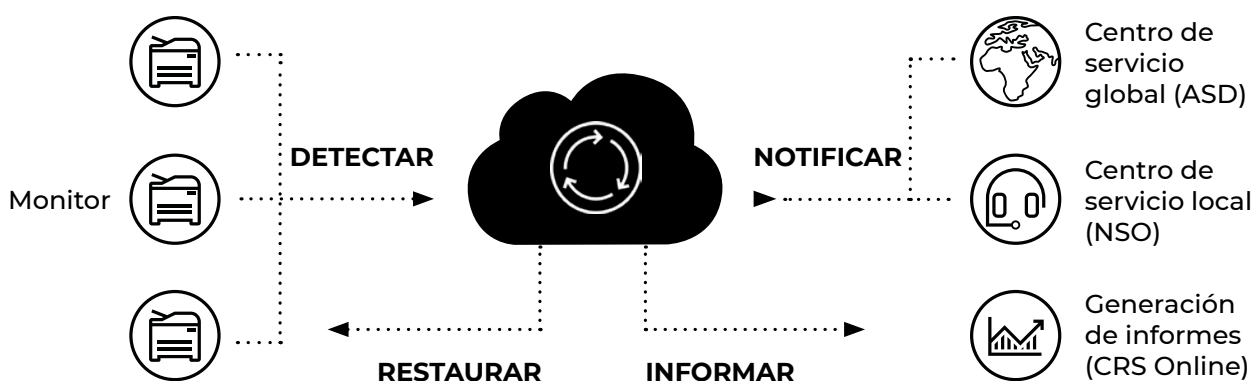 Monitor
DETECTAR
RESTAURAR
INFORMAR
NOTIFICAR
Centro de
servicio
global (ASD)
Centro de
servicio local
(NSO)
Generación
de informes
(CRS Online)